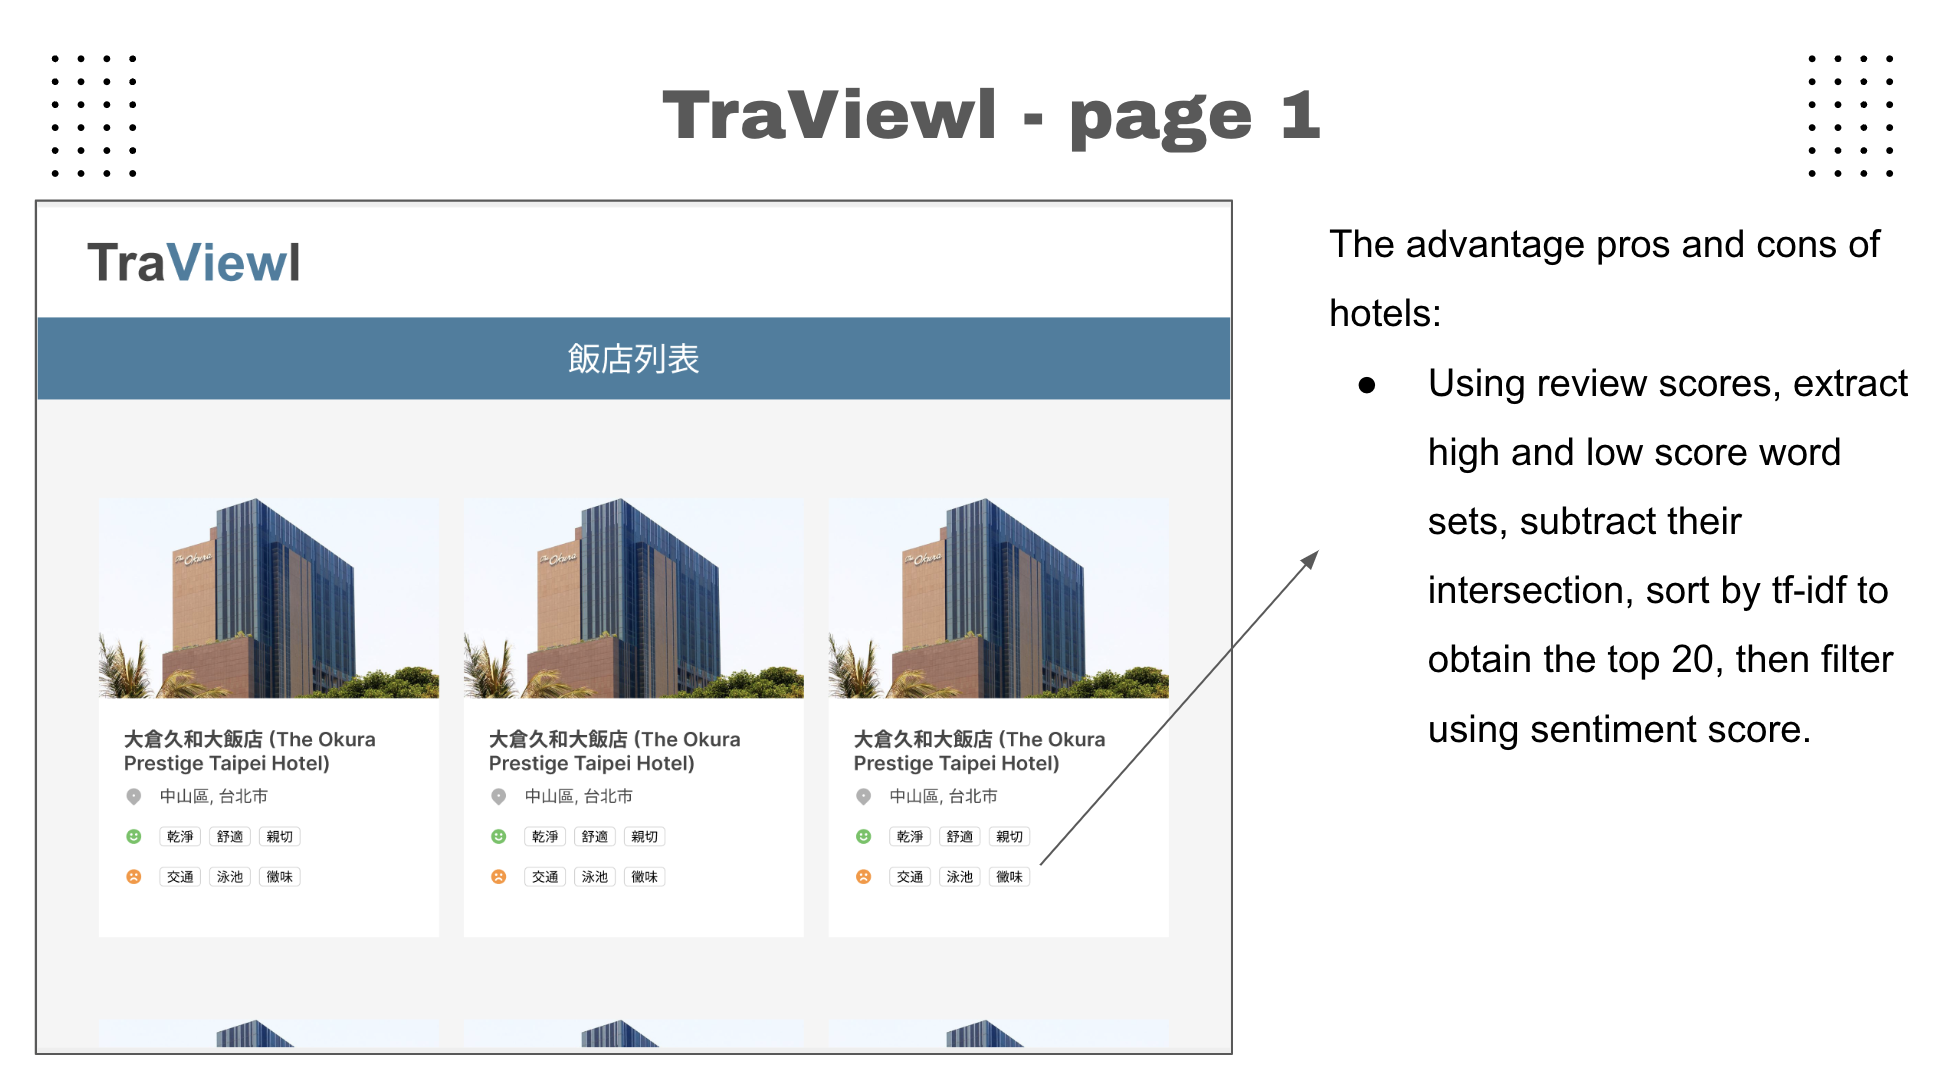 TraViewl - page 1
TraViewl
飯店列表
The Okura
The Okura
The Okura
大倉久和大飯店 (The Okura
Prestige Taipei Hotel)
中山區, 台北市
乾淨 舒適 親切
交通 泳池 黴味
大倉久和大飯店 (The Okura
Prestige Taipei Hotel)
中山區, 台北市
乾淨 舒適 親切
交通 泳池 黴味
大倉久和大飯店 (The Okura
Prestige Taipei Hotel)
中山區, 台北市
乾淨 舒適 親切
交通 泳池 黴味
The advantage pros and cons of
hotels:
● Using review scores, extract
high and low score word
sets, subtract their
intersection, sort by tf-idf to
obtain the top 20, then filter
using sentiment score.